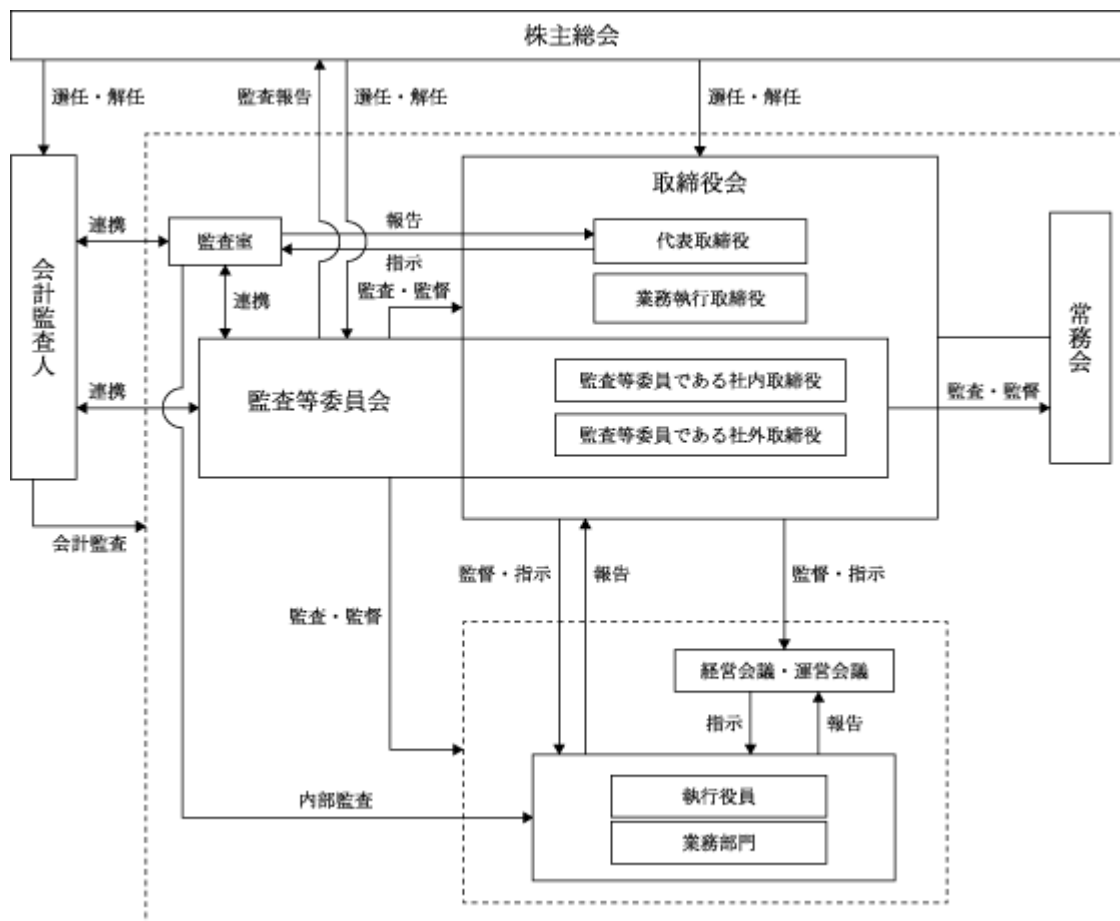 株主総会
選任・解任
監査報告
選任・解任
選任・解任
取締役会
連携
監査室
報告
代表取締役
指示
監査・監督
連携
業務執行取締役
会計監査人
常務会
監査等委員会
監査等委員である社内取締役
連携
監査・監督
監査等委員である社外取締役
会計監査
監督・指示
報告
監督・指示
監査・監督
経営会議・運営会議
指示
報告
内部監査
執行役員
業務部門